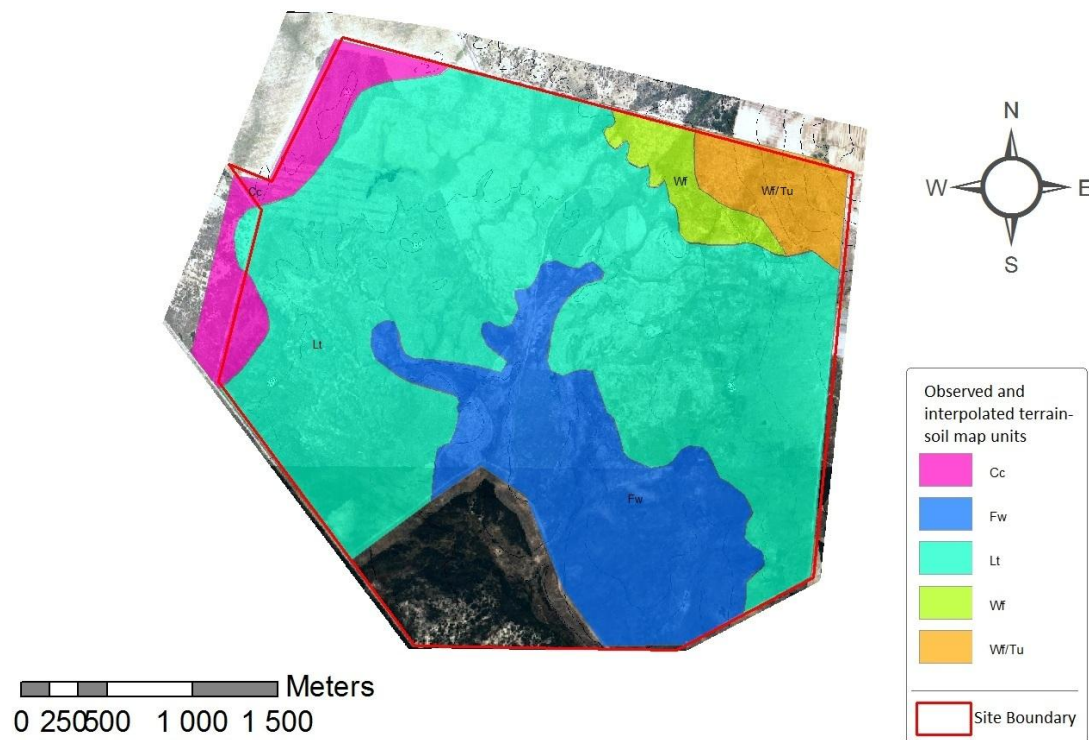 N
W
E
S
Cc
Wf
Wf/Tu
Lt
Fw
Observed and
interpolated terrain-
soil map units
Cc
Fw
Lt
Wf
Wf/Tu
Site Boundary
Meters
0 250500 1 000 1 500